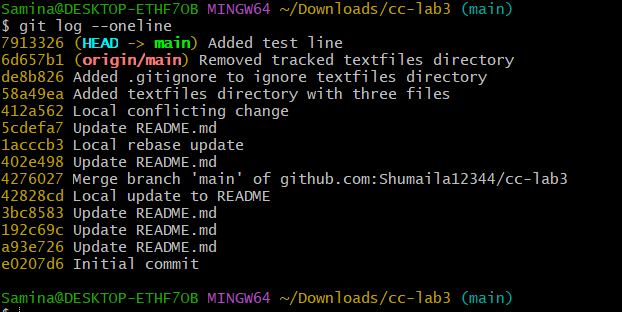 Samina@DESKTOP-ETHF7OB MINGW64 ~/Downloads/cc-lab3 (main)
$ git log --oneline
7913326 (HEAD -> main) Added test line
6d657b1 (origin/main) Removed tracked textfiles directory
de8b826 Added .gitignore to ignore textfiles directory
58a49ea Added textfiles directory with three files
412a562 Local conflicting change
5cdefa7 Update README.md
1acccb3 Local rebase update
402e498 Update README.md
4276027 Merge branch 'main' of github.com:Shumaila12344/cc-lab3
42828cd Local update to README
3bc8583 Update README.md
192c69c Update README.md
a93e726 Update README.md
e0207d6 Initial commit
Samina@DESKTOP-ETHF7OB MINGW64 ~/Downloads/cc-lab3 (main)
$